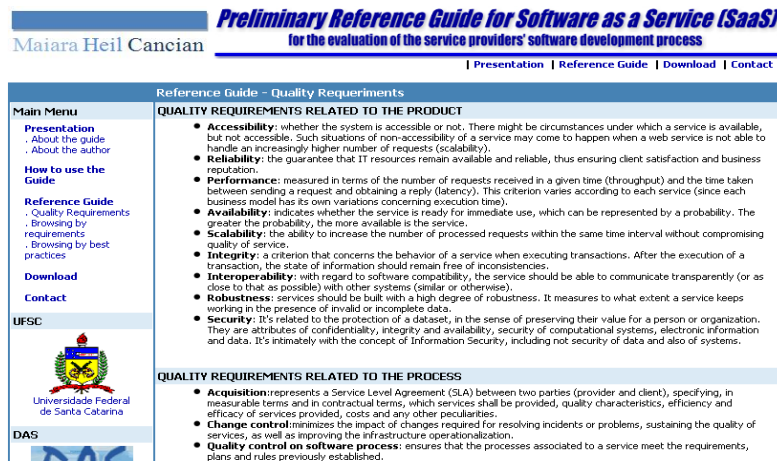 Preliminary Reference Guide for Software as a Service (SaaS)
for the evaluation of the service providers' software development process
Maiara Heil Cancian
| Presentation | Reference Guide | Download | Contact
Reference Guide - Quality Requeriments
Main Menu
Presentation
. About the guide
. About the author
How to use the
Guide
Reference Guide
. Quality Requirements
. Browsing by
requirements
. Browsing by best
practices
Download
Contact
UFSC
Universidade Federal
de Santa Catarina
DAS
DAS
QUALITY REQUIREMENTS RELATED TO THE PRODUCT
● Accessibility: whether the system is accessible or not. There might be circumstances under which a service is available,
but not accessible. Such situations of non-accessibility of a service may come to happen when a web service is not able to
handle an increasingly higher number of requests (scalability).
● Reliability: the guarantee that IT resources remain available and reliable, thus ensuring client satisfaction and business
reputation.
● Performance: measured in terms of the number of requests received in a given time (throughput) and the time taken
between sending a request and obtaining a reply (latency). This criterion varies according to each service (since each
business model has its own variations concerning execution time).
● Availability: indicates whether the service is ready for immediate use, which can be represented by a probability. The
greater the probability, the more available is the service.
● Scalability: the ability to increase the number of processed requests within the same time interval without compromising
quality of service.
● Integrity: a criterion that concerns the behavior of a service when executing transactions. After the execution of a
transaction, the state of information should remain free of inconsistencies.
● Interoperability: with regard to software compatibility, the service should be able to communicate transparently (or as
close to that as possible) with other systems (similar or otherwise).
● Robustness: services should be built with a high degree of robustness. It measures to what extent a service keeps
working in the presence of invalid or incomplete data.
● Security: It's related to the protection of a dataset, in the sense of preserving their value for a person or organization.
They are attributes of confidentiality, integrity and availability, security of computational systems, electronic information
and data. It's intimately with the concept of Information Security, including not security of data and also of systems.
QUALITY REQUIREMENTS RELATED TO THE PROCESS
● Acquisition:represents a Service Level Agreement (SLA) between two parties (provider and client), specifying, in
measurable terms and in contractual terms, which services shall be provided, quality characteristics, efficiency and
efficacy of services provided, costs and any other peculiarities.
● Change control:minimizes the impact of changes required for resolving incidents or problems, sustaining the quality of
services, as well as improving the infrastructure operationalization.
● Quality control on software process: ensures that the processes associated to a service meet the requirements,
plans and rules previously established.